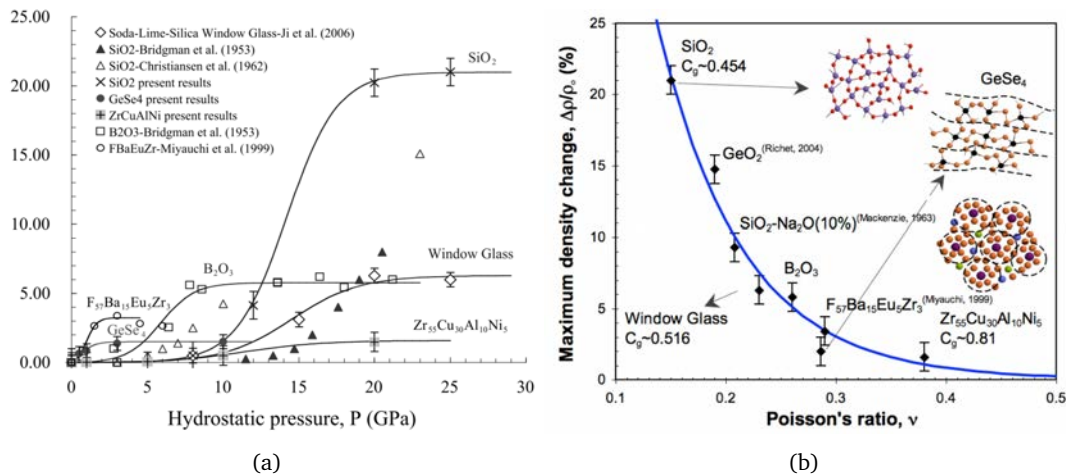 25.00
20.00
15.00
10.00
5.00
0.00
◇ Soda-Lime-Silica Window Glass-Ji et al. (2006)
▲ SiO2-Bridgman et al. (1953)
△ SiO2-Christiansen et al. (1962)
× SiO2 present results
● GeSe4 present results
ZrCuAlNi present results
□ B2O3-Bridgman et al. (1953)
○ FBaEuZr-Miyauchi et al. (1999)
SiO₂
Window Glass
B₂O₃
F₅₇Ba₁₅Eu₅Zr₃
GeSe₄
Zr₅₅Cu₃₀Al₁₀Ni₅
0 5 10 15 20 25 30
Hydrostatic pressure, P (GPa)
(a)
Maximum density change, Δρ/ρ₀ (%)
25
20
15
10
5
0
SiO₂
C₉~0.454
GeSe₄
GeO₂(Richet, 2004)
SiO₂-Na₂O(10%)(Mackenzie, 1963)
B₂O₃
F₅₇Ba₁₅Eu₅Zr₃(Miyauchi, 1999)
Window Glass
Cg~0.516
Zr₅₅Cu₃₀Al₁₀Ni₅
Cg~0.81
0.1 0.2 0.3 0.4 0.5
Poisson's ratio, ν
(b)